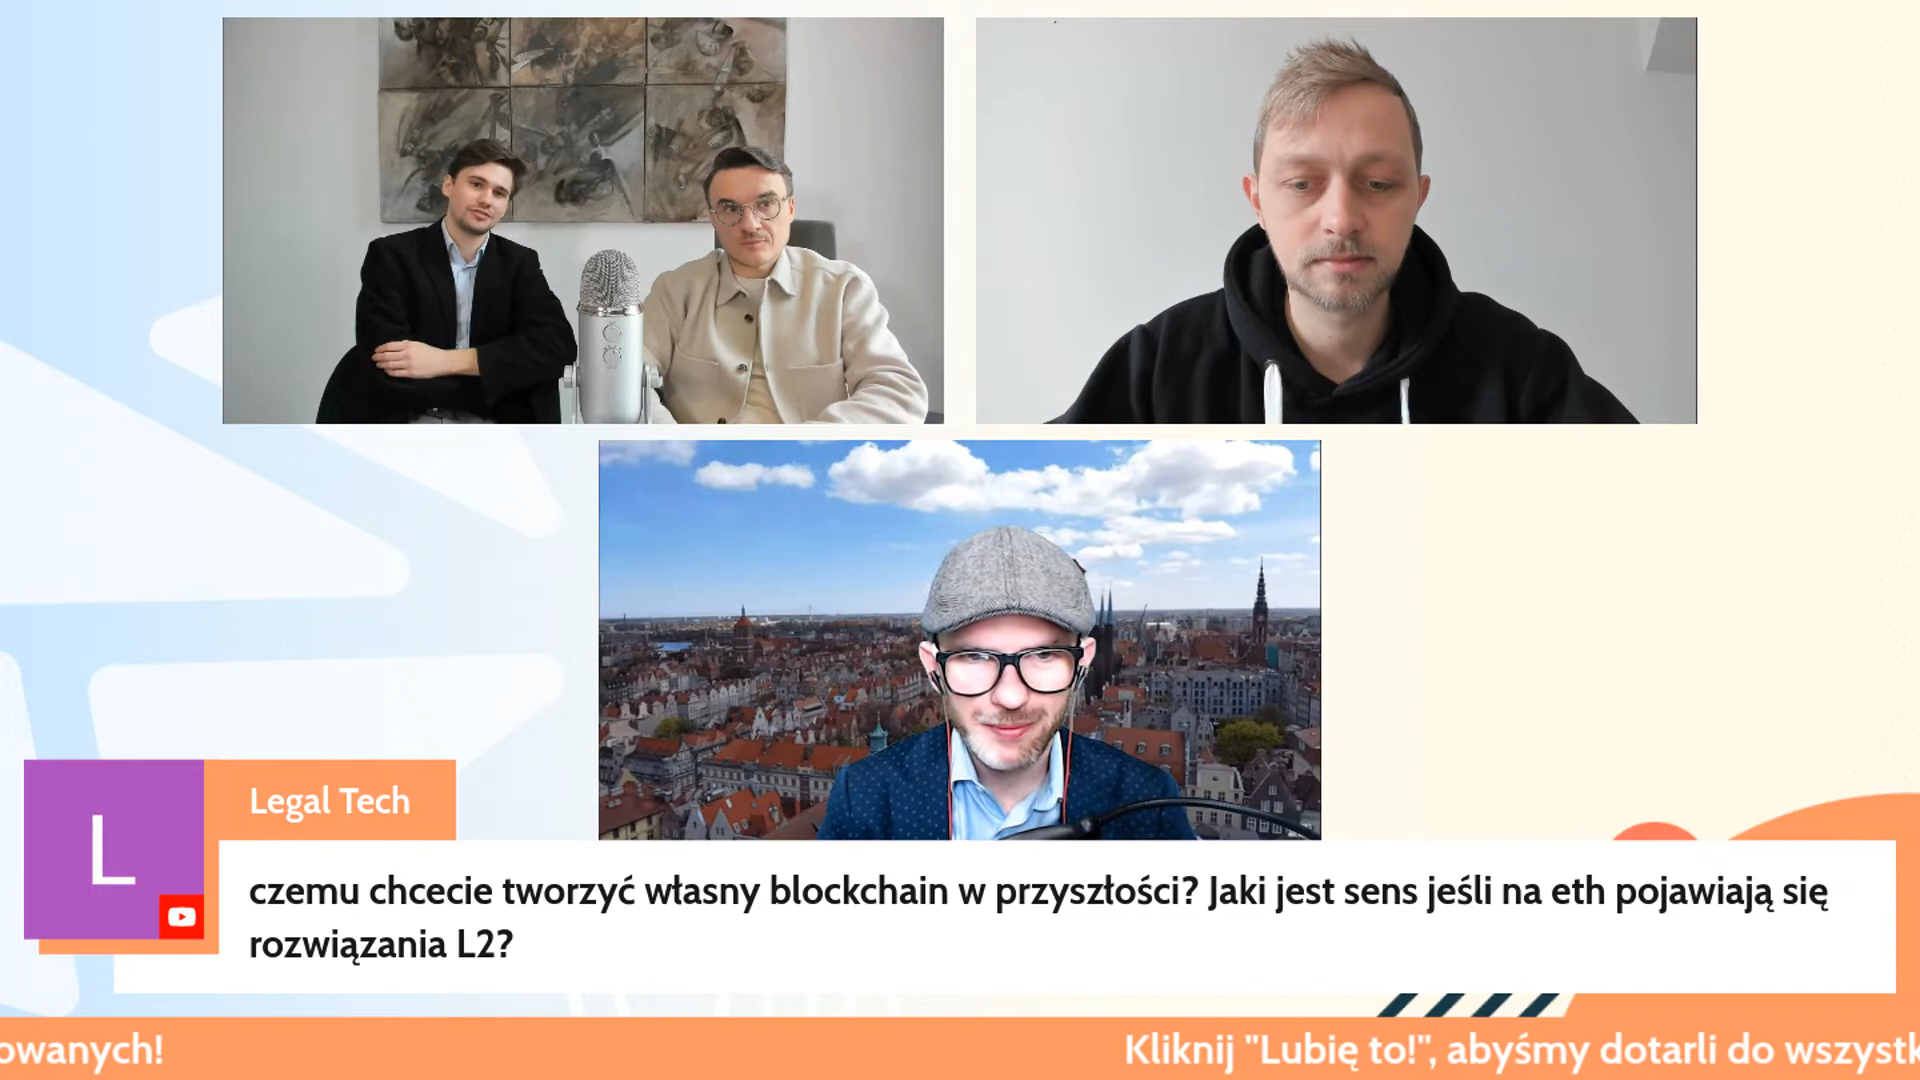 Legal Tech
L
czemu chcecie tworzyć własny blockchain w przyszłości? Jaki jest sens jeśli na eth pojawiają się
rozwiązania L2?
owanych!
Kliknij "Lubię to!", abyśmy dotarli do wszystk